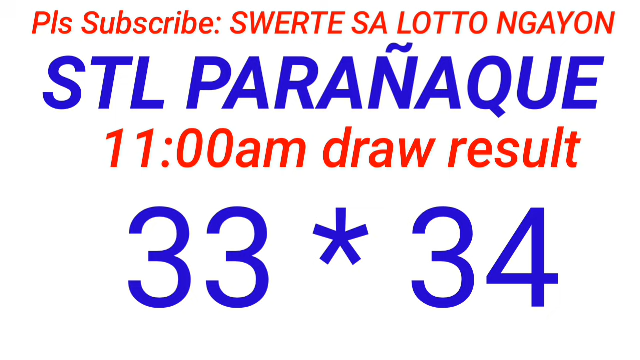 Pls Subscribe: SWERTE SA LOTTO NGAYON
STL PARAÑAQUE
11:00am draw result
33 * 34